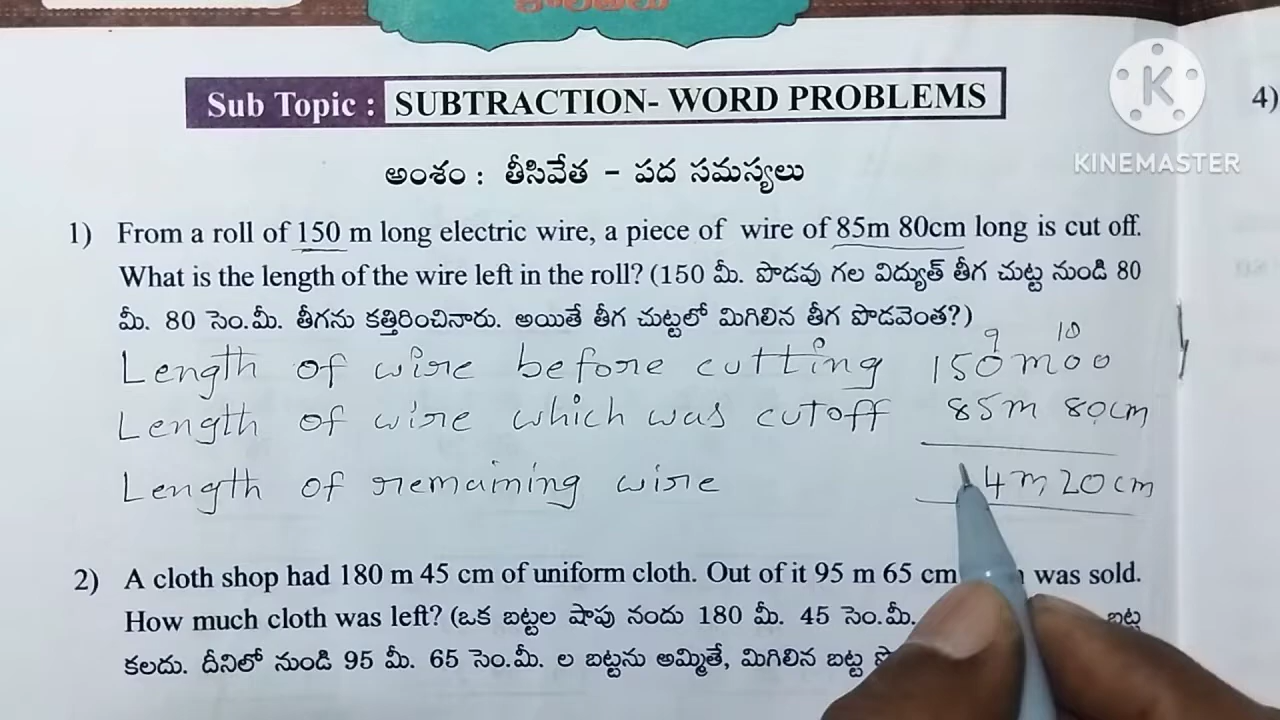 Sub Topic : SUBTRACTION- WORD PROBLEMS
KINEMASTER
4)
అంశం : తీసివేత – పద సమస్యలు
1) From a roll of 150 m long electric wire, a piece of wire of 85m 80cm long is cut off.
What is the length of the wire left in the roll? (150 మీ. పొడవు గల విద్యుత్ తీగ చుట్ట నుండి 80
మీ. 80 సెం.మీ. తీగను కత్తిరించినారు. అయితే తీగ చుట్టలో మిగిలిన తీగ పొడవెంత?)
9 10
Length of wire before cutting 150m00
Length of wire which was cutoff 85m 80cm
Length of remaining wire 4m 20cm
2) A cloth shop had 180 m 45 cm of uniform cloth. Out of it 95 m 65 cm was sold.
How much cloth was left? (ఒక బట్టల షాపు నందు 180 మీ. 45 సెం.మీ. బట్ట
కలదు. దీనిలో నుండి 95 మీ. 65 సెం.మీ. ల బట్టను అమ్మితే, మిగిలిన బట్ట